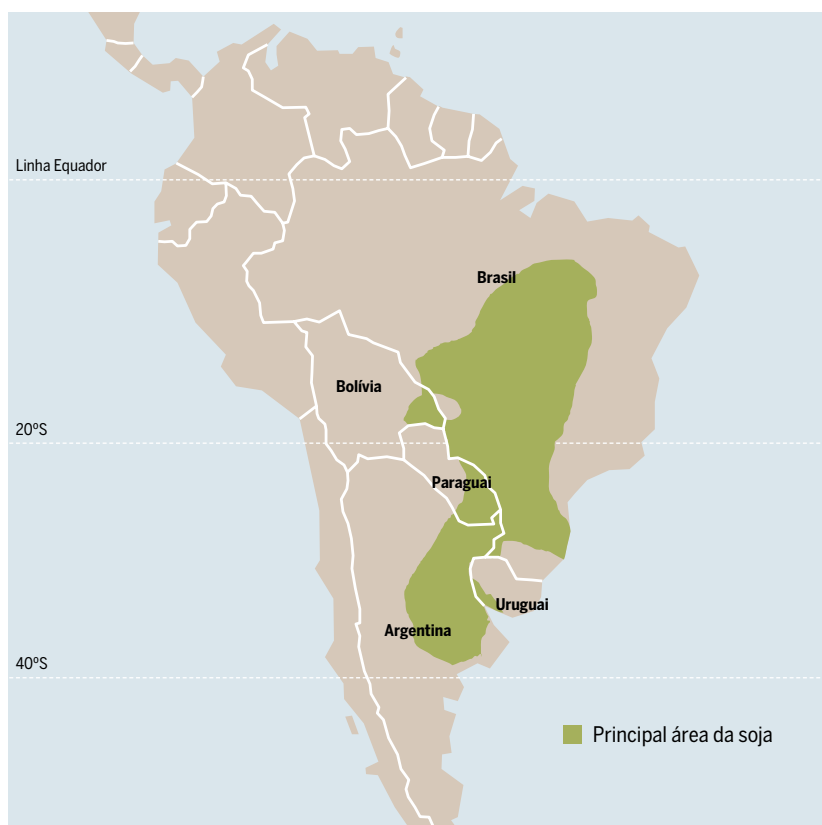 Linha Equador
Brasil
Bolívia
20ºS
Paraguai
Uruguai
Argentina
40ºS
Principal área da soja